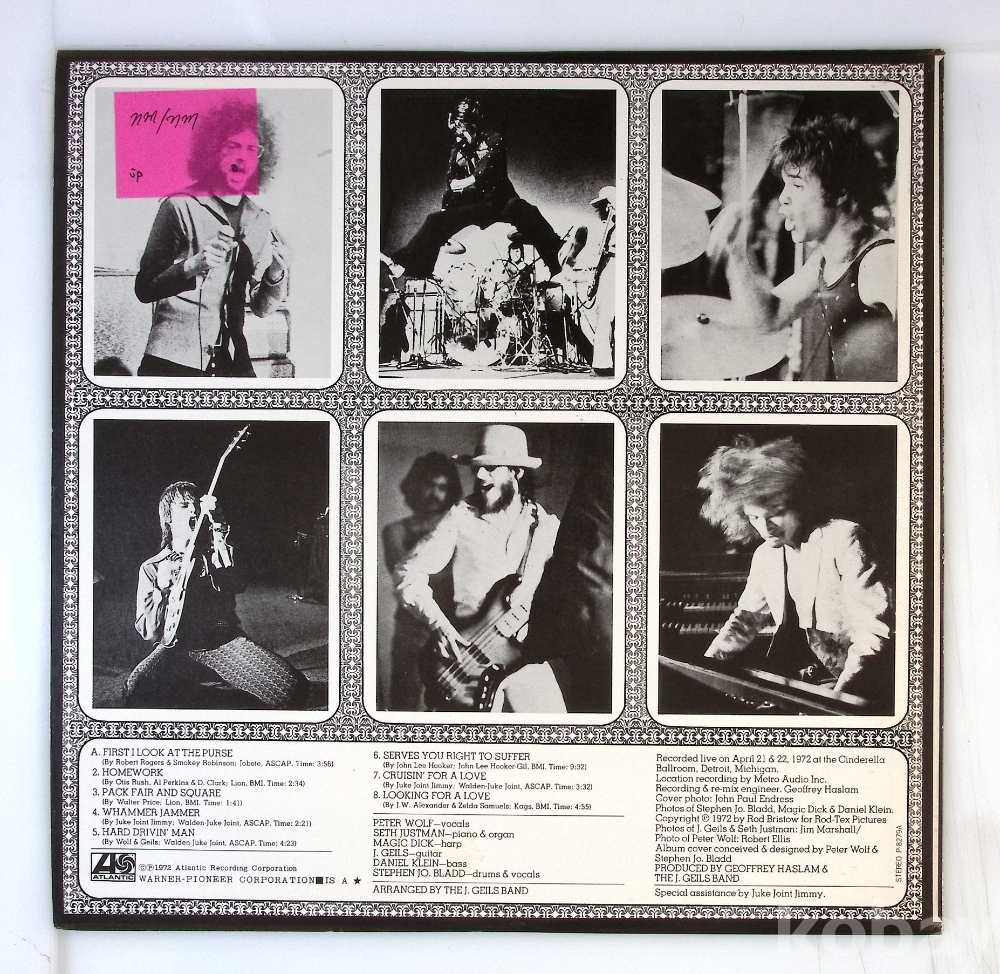 NM/NM
up
A. FIRST I LOOK AT THE PURSE
(By Robert Rogers & Smokey Robinson; Jobete, ASCAP. Time: 3:56)
2. HOMEWORK
(By Otis Rush, Al Perkins & D. Clark; Lion, BMI. Time: 2:34)
3. PACK FAIR AND SQUARE
(By Walter Price; Lion, BMI. Time: 1:41)
4. WHAMMER JAMMER
(By Juke Joint Jimmy; Walden-Juke Joint, ASCAP. Time: 2:21)
5. HARD DRIVIN' MAN
(By Wolf & Geils; Walden-Juke Joint, ASCAP. Time: 4:23)
ATLANTIC
Ⓒ Ⓟ 1972 Atlantic Recording Corporation
WARNER-PIONEER CORPORATION■IS A ★
6. SERVES YOU RIGHT TO SUFFER
(By John Leo Hooker; John Lee Hooker-Gil, BMI. Time: 9:32)
7. CRUISIN' FOR A LOVE
(By Juke Joint Jimmy; Walden-Juke Joint, ASCAP. Time: 3:32)
8. LOOKING FOR A LOVE
(By J.W. Alexander & Zelda Samuels; Kags, BMI. Time: 4:55)
PETER WOLF—vocals
SETH JUSTMAN—piano & organ
MAGIC DICK—harp
J. GEILS—guitar
DANIEL KLEIN—bass
STEPHEN JO. BLADD—drums & vocals
ARRANGED BY THE J. GEILS BAND
Recorded live on April 21 & 22, 1972 at the Cinderella
Ballroom, Detroit, Michigan.
Location recording by Metro Audio Inc.
Recording & re-mix engineer. Geoffrey Haslam
Cover photo: John Paul Endress
Photos of Stephen Jo. Bladd, Magic Dick & Daniel Klein.
Copyright © 1972 by Rod Bristow for Rod-Tex Pictures
Photos of J. Geils & Seth Justman: Jim Marshall/
Photo of Peter Wolf: Robert Ellis
Album cover conceived & designed by Peter Wolf &
Stephen Jo. Bladd
PRODUCED BY GEOFFREY HASLAM &
THE J. GEILS BAND
Special assistance by Juke Joint Jimmy.
STEREO P-8279A